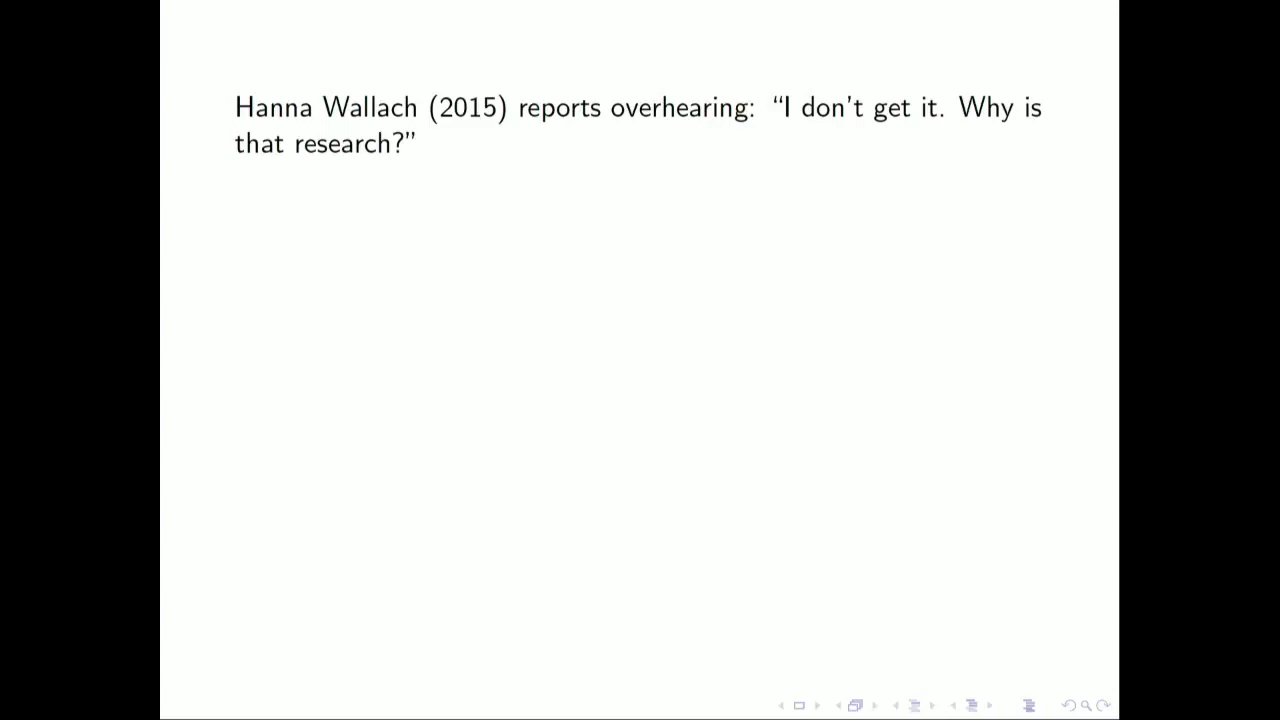 Hanna Wallach (2015) reports overhearing: “I don’t get it. Why is
that research?”